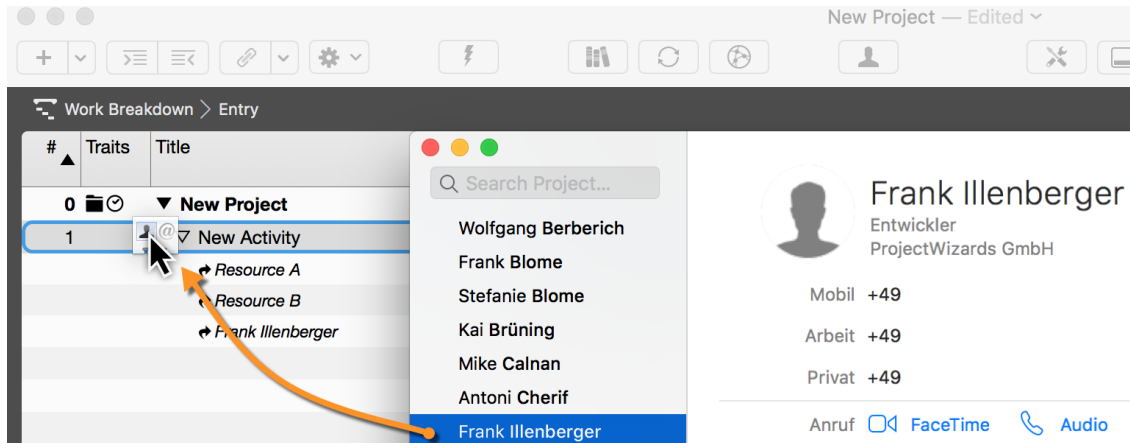 New Project — Edited
Work Breakdown > Entry
# Traits Title
0 New Project
1 @ New Activity
Resource A
Resource B
Frank Illenberger
Search Project...
Wolfgang Berberich
Frank Blome
Stefanie Blome
Kai Brüning
Mike Calnan
Antoni Cherif
Frank Illenberger
Frank Illenberger
Entwickler
ProjectWizards GmbH
Mobil +49
Arbeit +49
Privat +49
Anruf FaceTime Audio